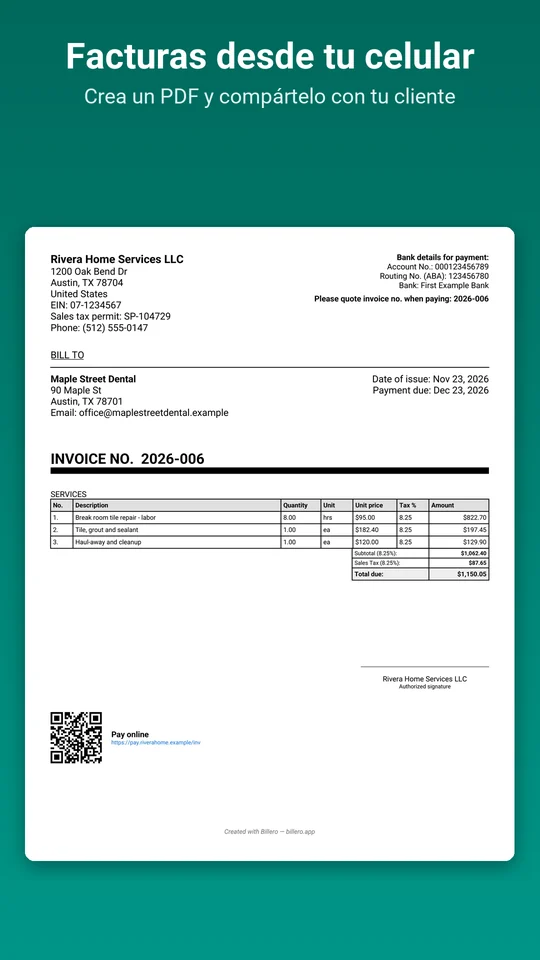 Facturas desde tu celular
Crea un PDF y compártelo con tu cliente
Rivera Home Services LLC
1200 Oak Bend Dr
Austin, TX 78704
United States
EIN: 07-1234567
Sales tax permit: SP-104729
Phone: (512) 555-0147
Bank details for payment:
Account No.: 000123456789
Routing No. (ABA): 123456780
Bank: First Example Bank
Please quote invoice no. when paying: 2026-006
BILL TO
Maple Street Dental
90 Maple St
Austin, TX 78701
Email: office@maplestreetdental.example
Date of issue: Nov 23, 2026
Payment due: Dec 23, 2026
INVOICE NO. 2026-006
SERVICES
No. Description Quantity Unit Unit price Tax % Amount
1. Break room tile repair - labor 8.00 hrs $95.00 8.25 $822.70
2. Tile, grout and sealant 1.00 ea $182.40 8.25 $197.45
3. Haul-away and cleanup 1.00 ea $120.00 8.25 $129.90
Subtotal (8.25%): $1,062.40
Sales Tax (8.25%): $87.65
Total due: $1,150.05
Rivera Home Services LLC
Authorized signature
Pay online
https://pay.riverahome.example/inv
Created with Billero — billero.app